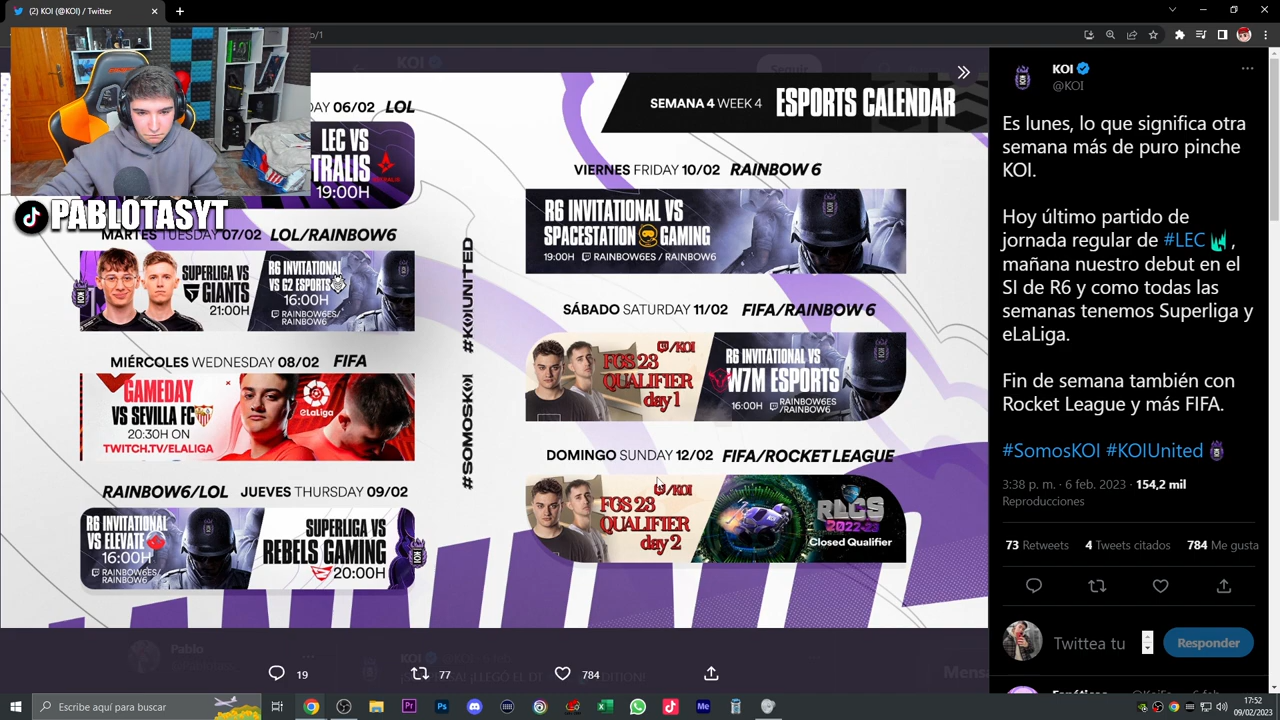 (2) KOI (@KOI) / Twitter
o/1
KOI
Seguir
AY 06/02 LOL
LEC VS
TRALIS
19:00H
ASTRALIS
PABLOTASYT
MARTES TUESDAY 07/02 LOL/RAINBOW6
SUPERLIGA VS
GIANTS
21:00H
R6 INVITATIONAL
VS G2 ESPORTS
16:00H
RAINBOW6ES/
RAINBOW6
MIÉRCOLES WEDNESDAY 08/02 FIFA
GAMEDAY
VS SEVILLA FC
20:30H ON
TWITCH.TV/ELALIGA
eLaLiga
RAINBOW6/LOL JUEVES THURSDAY 09/02
R6 INVITATIONAL
VS ELEVATE
16:00H
RAINBOW6ES/
RAINBOW6
SUPERLIGA VS
REBELS GAMING
20:00H
#SOMOSKOI #KOIUNITED
SEMANA 4 WEEK 4 ESPORTS CALENDAR
VIERNES FRIDAY 10/02 RAINBOW 6
R6 INVITATIONAL VS
SPACESTATION GAMING
19:00H RAINBOW6ES / RAINBOW6
SÁBADO SATURDAY 11/02 FIFA/RAINBOW 6
/KOI
FGS 23
QUALIFIER
day 1
R6 INVITATIONAL VS
W7M ESPORTS
16:00H RAINBOW6ES
/RAINBOW6
DOMINGO SUNDAY 12/02 FIFA/ROCKET LEAGUE
/KOI
FGS 23
QUALIFIER
day 2
RLCS
2022-23
Closed Qualifier
Pablo
19
77
784
KOI
@KOI
Es lunes, lo que significa otra
semana más de puro pinche
KOI.
Hoy último partido de
jornada regular de #LEC ,
mañana nuestro debut en el
SI de R6 y como todas las
semanas tenemos Superliga y
eLaLiga.
Fin de semana también con
Rocket League y más FIFA.
#SomosKOI #KOIUnited
3:38 p. m. · 6 feb. 2023 · 154,2 mil
Reproducciones
73 Retweets 4 Tweets citados 784 Me gusta
Twittea tu
Responder
Escribe aquí para buscar
17:52
09/02/2023